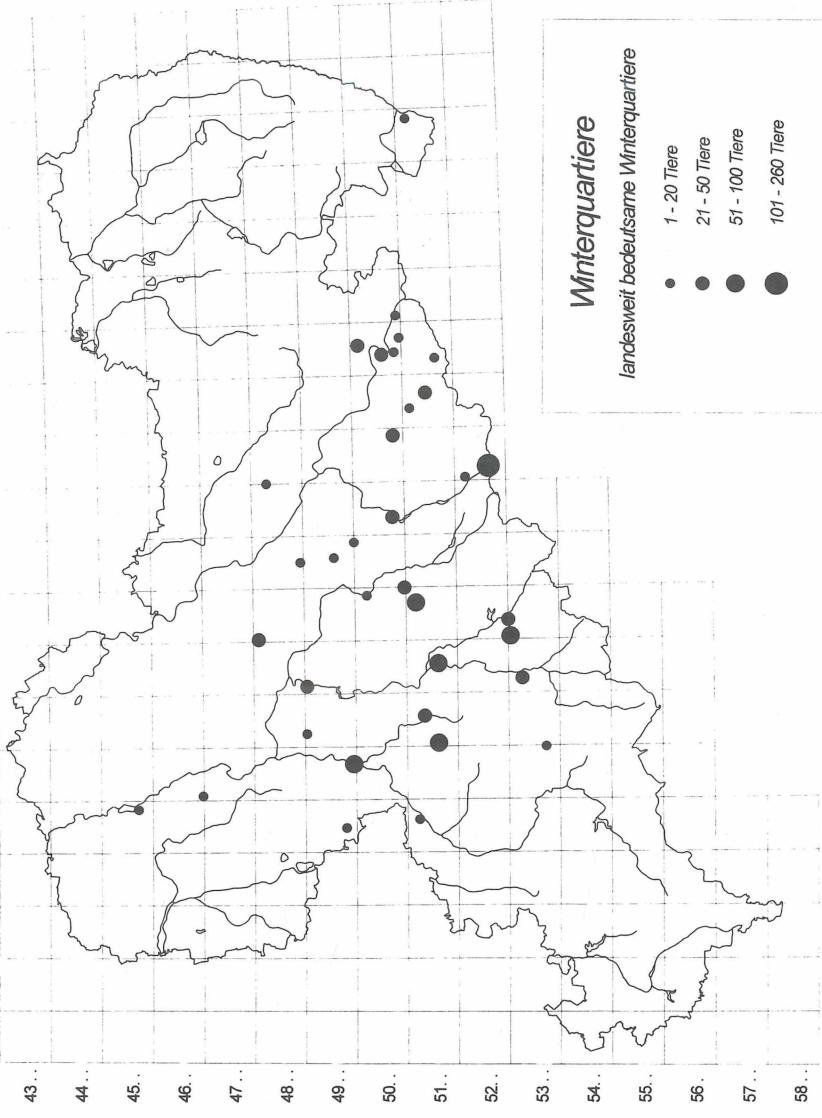 43..
44..
45..
46..
47..
48..
49..
50..
51..
52..
53..
54..
55..
56..
57..
58..
Winterquartiere
landesweit bedeutsame Winterquartiere
1 - 20 Tiere
21 - 50 Tiere
51 - 100 Tiere
101 - 260 Tiere